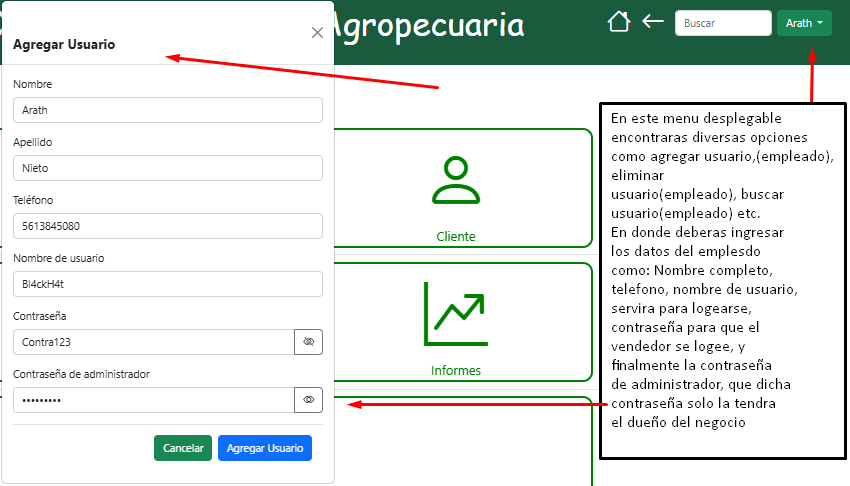 Agropecuaria
Buscar
Arath
Agregar Usuario
Nombre
Arath
Apellido
Nieto
Teléfono
5613845080
Nombre de usuario
Bl4ckH4t
Contraseña
Contra123
Contraseña de administrador
•••••••••
Cancelar
Agregar Usuario
Cliente
Informes
En este menu desplegable
encontraras diversas opciones
como agregar usuario,(empleado),
eliminar
usuario(empleado), buscar
usuario(empleado) etc.
En donde deberas ingresar
los datos del emplesdo
como: Nombre completo,
telefono, nombre de usuario,
servira para logearse,
contraseña para que el
vendedor se logee, y
finalmente la contraseña
de administrador, que dicha
contraseña solo la tendra
el dueño del negocio